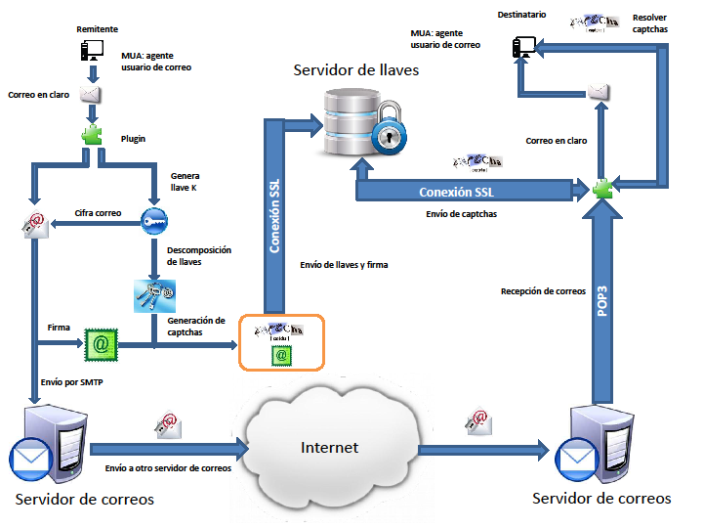 Remitente
MUA: agente
usuario de correo
Correo en claro
Plugin
Genera
llave K
Cifra correo
Descomposición
de llaves
Generación de
captchas
Firma
Envío por SMTP
Servidor de correos
Envío a otro servidor de correos
Internet
Servidor de llaves
Conexión SSL
Envío de llaves y firma
Conexión SSL
Envío de captchas
Destinatario
MUA: agente
usuario de correo
Resolver
captchas
Correo en claro
Recepción de correos
POP3
Servidor de correos